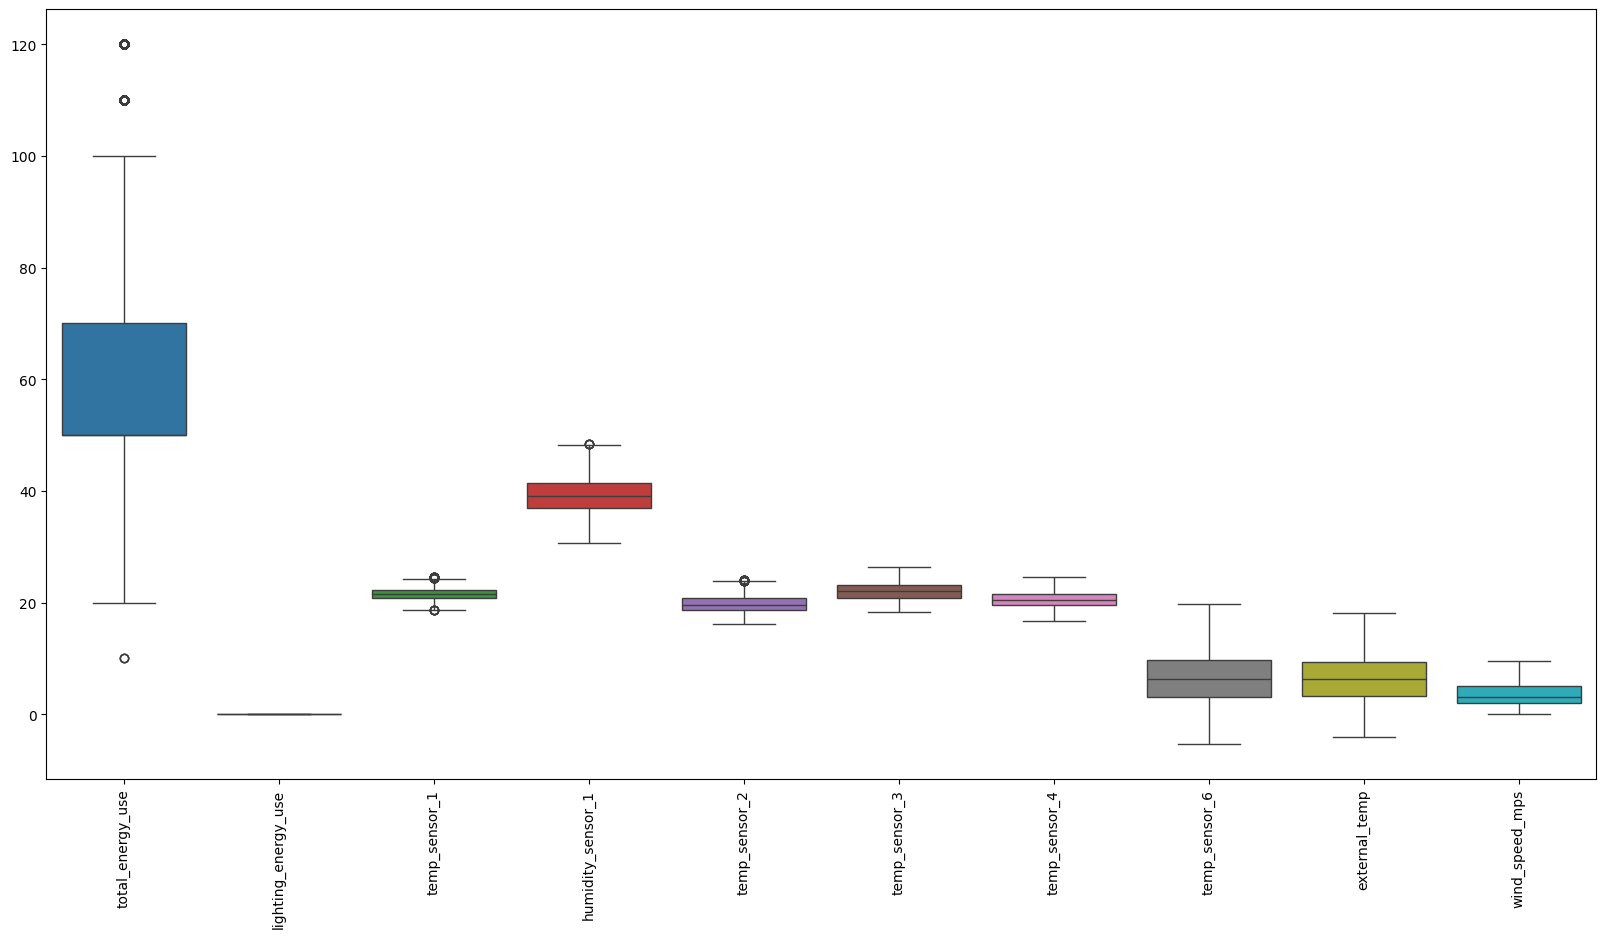 120
100
80
60
40
20
0
total_energy_use
lighting_energy_use
temp_sensor_1
humidity_sensor_1
temp_sensor_2
temp_sensor_3
temp_sensor_4
temp_sensor_6
external_temp
wind_speed_mps